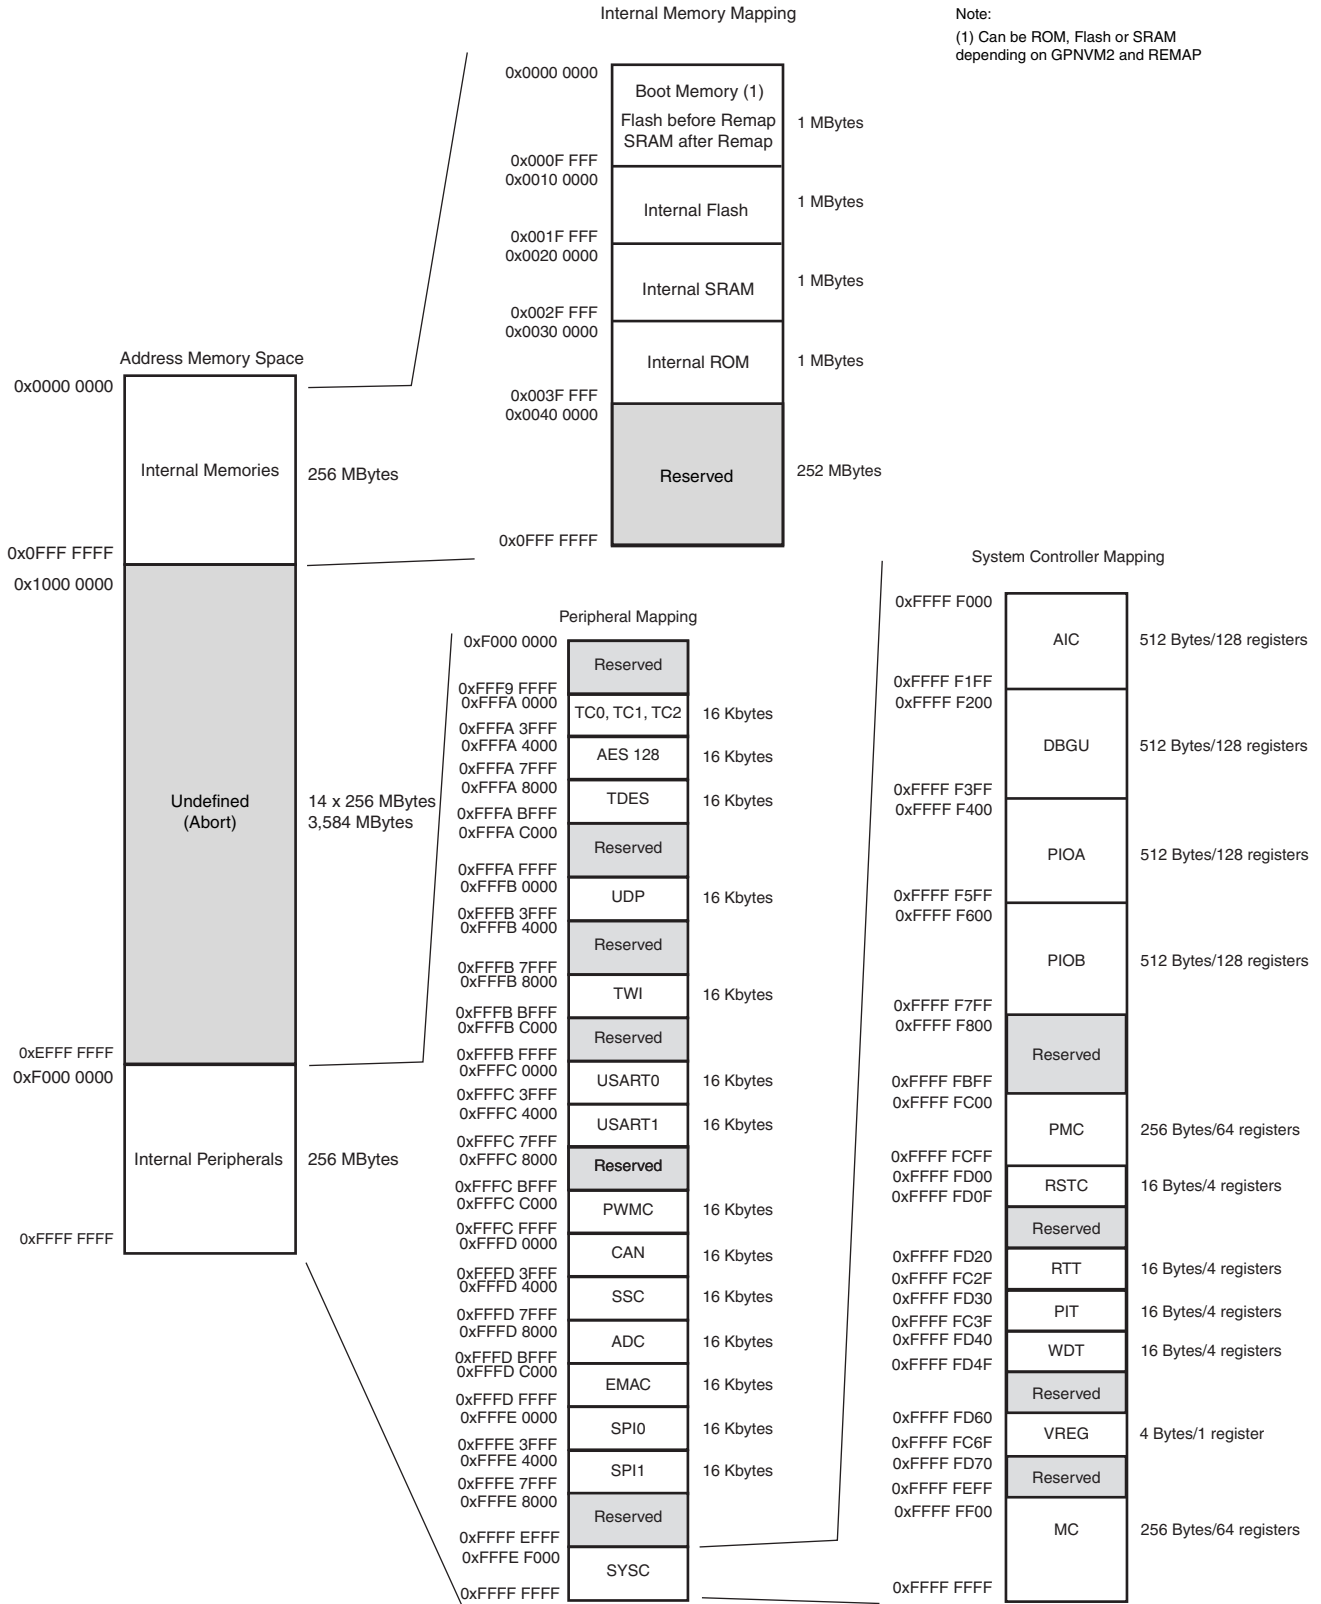 Internal Memory Mapping
Note:
(1) Can be ROM, Flash or SRAM
depending on GPNVM2 and REMAP
0x0000 0000
Boot Memory (1)
Flash before Remap
SRAM after Remap
1 MBytes
0x000F FFF
0x0010 0000
Internal Flash
1 MBytes
0x001F FFF
0x0020 0000
Internal SRAM
1 MBytes
0x002F FFF
0x0030 0000
Internal ROM
1 MBytes
0x003F FFF
0x0040 0000
Reserved
252 MBytes
0x0FFF FFFF
Address Memory Space
0x0000 0000
Internal Memories
256 MBytes
0x0FFF FFFF
0x1000 0000
Undefined
(Abort)
14 x 256 MBytes
3,584 MBytes
0xEFFF FFFF
0xF000 0000
Internal Peripherals
256 MBytes
0xFFFF FFFF
Peripheral Mapping
0xF000 0000
Reserved
0xFFF9 FFFF
0xFFFA 0000
TC0, TC1, TC2
16 Kbytes
0xFFFA 3FFF
0xFFFA 4000
AES 128
16 Kbytes
0xFFFA 7FFF
0xFFFA 8000
TDES
16 Kbytes
0xFFFA BFFF
0xFFFA C000
Reserved
0xFFFA FFFF
0xFFFB 0000
UDP
16 Kbytes
0xFFFB 3FFF
0xFFFB 4000
Reserved
0xFFFB 7FFF
0xFFFB 8000
TWI
16 Kbytes
0xFFFB BFFF
0xFFFB C000
Reserved
0xFFFB FFFF
0xFFFC 0000
USART0
16 Kbytes
0xFFFC 3FFF
0xFFFC 4000
USART1
16 Kbytes
0xFFFC 7FFF
0xFFFC 8000
Reserved
0xFFFC BFFF
0xFFFC C000
PWMC
16 Kbytes
0xFFFC FFFF
0xFFFD 0000
CAN
16 Kbytes
0xFFFD 3FFF
0xFFFD 4000
SSC
16 Kbytes
0xFFFD 7FFF
0xFFFD 8000
ADC
16 Kbytes
0xFFFD BFFF
0xFFFD C000
EMAC
16 Kbytes
0xFFFD FFFF
0xFFFE 0000
SPI0
16 Kbytes
0xFFFE 3FFF
0xFFFE 4000
SPI1
16 Kbytes
0xFFFE 7FFF
0xFFFE 8000
Reserved
0xFFFF EFFF
0xFFFE F000
SYSC
0xFFFF FFFF
System Controller Mapping
0xFFFF F000
AIC
512 Bytes/128 registers
0xFFFF F1FF
0xFFFF F200
DBGU
512 Bytes/128 registers
0xFFFF F3FF
0xFFFF F400
PIOA
512 Bytes/128 registers
0xFFFF F5FF
0xFFFF F600
PIOB
512 Bytes/128 registers
0xFFFF F7FF
0xFFFF F800
Reserved
0xFFFF FBFF
0xFFFF FC00
PMC
256 Bytes/64 registers
0xFFFF FCFF
0xFFFF FD00
RSTC
16 Bytes/4 registers
0xFFFF FD0F
Reserved
0xFFFF FD20
RTT
16 Bytes/4 registers
0xFFFF FC2F
0xFFFF FD30
PIT
16 Bytes/4 registers
0xFFFF FC3F
0xFFFF FD40
WDT
16 Bytes/4 registers
0xFFFF FD4F
Reserved
0xFFFF FD60
VREG
4 Bytes/1 register
0xFFFF FC6F
0xFFFF FD70
Reserved
0xFFFF FEFF
0xFFFF FF00
MC
256 Bytes/64 registers
0xFFFF FFFF